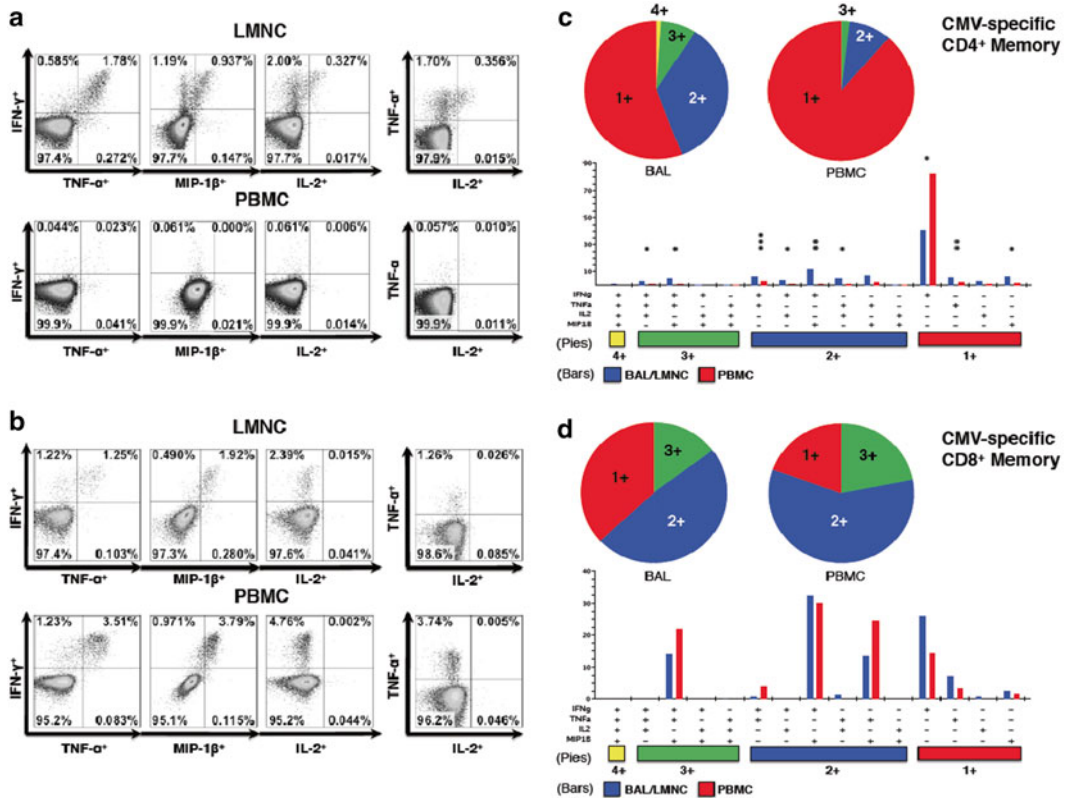 a
LMNC
0.585% 1.78% 1.19% 0.937% 2.00% 0.327% 1.70% 0.356%
IFN-γ⁺ TNF-α⁺
97.4% 0.272% 97.7% 0.147% 97.7% 0.017% 97.9% 0.015%
TNF-α⁺ MIP-1β⁺ IL-2⁺ IL-2⁺
PBMC
0.044% 0.023% 0.061% 0.000% 0.061% 0.006% 0.057% 0.010%
IFN-γ⁺ TNF-α
99.9% 0.041% 99.9% 0.021% 99.9% 0.014% 99.9% 0.011%
TNF-α⁺ MIP-1β⁺ IL-2⁺ IL-2⁺
b
LMNC
1.22% 1.25% 0.490% 1.92% 2.39% 0.015% 1.26% 0.026%
IFN-γ⁺ TNF-α⁺
97.4% 0.103% 97.3% 0.280% 97.6% 0.041% 98.6% 0.085%
TNF-α⁺ MIP-1β⁺ IL-2⁺ IL-2⁺
PBMC
1.23% 3.51% 0.971% 3.79% 4.76% 0.002% 3.74% 0.005%
IFN-γ⁺ TNF-α⁺
95.2% 0.083% 95.1% 0.115% 95.2% 0.044% 96.2% 0.046%
TNF-α⁺ MIP-1β⁺ IL-2⁺ IL-2⁺
c
4+ 3+
CMV-specific
CD4⁺ Memory
3+ 2+
1+ 2+ 1+
BAL PBMC
90
70
50
30
10
* * *** * ** * * ** *
IFNg + + + + - + + + - - - + - - -
TNFa + + + - + + - - + + - - + - -
IL2 + + - + + - + - + - + - - + -
MIP1B + - + + + - - + - + + - - - +
(Pies)
4+ 3+ 2+ 1+
(Bars) BAL/LMNC PBMC
d
CMV-specific
CD8⁺ Memory
3+ 1+ 3+
1+
2+ 2+
BAL PBMC
40
30
20
10
0
IFNg + + + + - + + + - - - + - - -
TNFa + + + - + + - - + + - - + - -
IL2 + + - + + - + - + - + - - + -
MIP1B + - + + + - - + - + + - - - +
(Pies)
4+ 3+ 2+ 1+
(Bars) BAL/LMNC PBMC